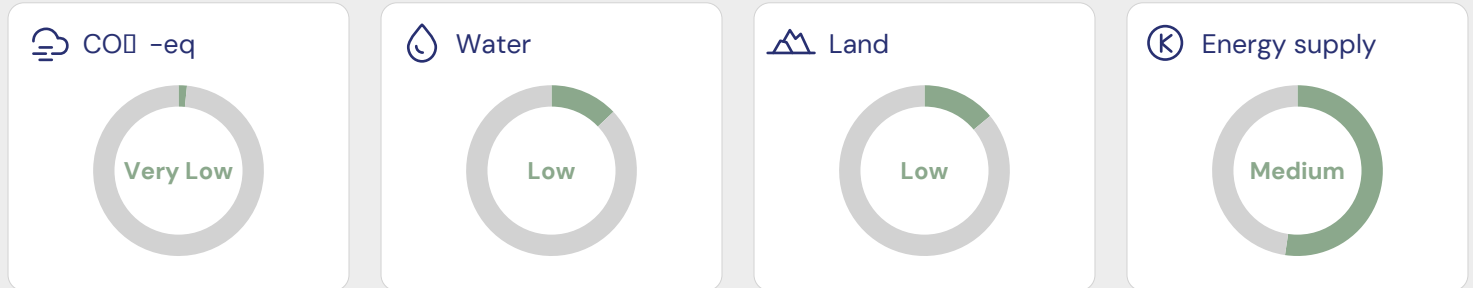 CO▯ -eq
Water
Land
Energy supply
Very Low
Low
Low
Medium